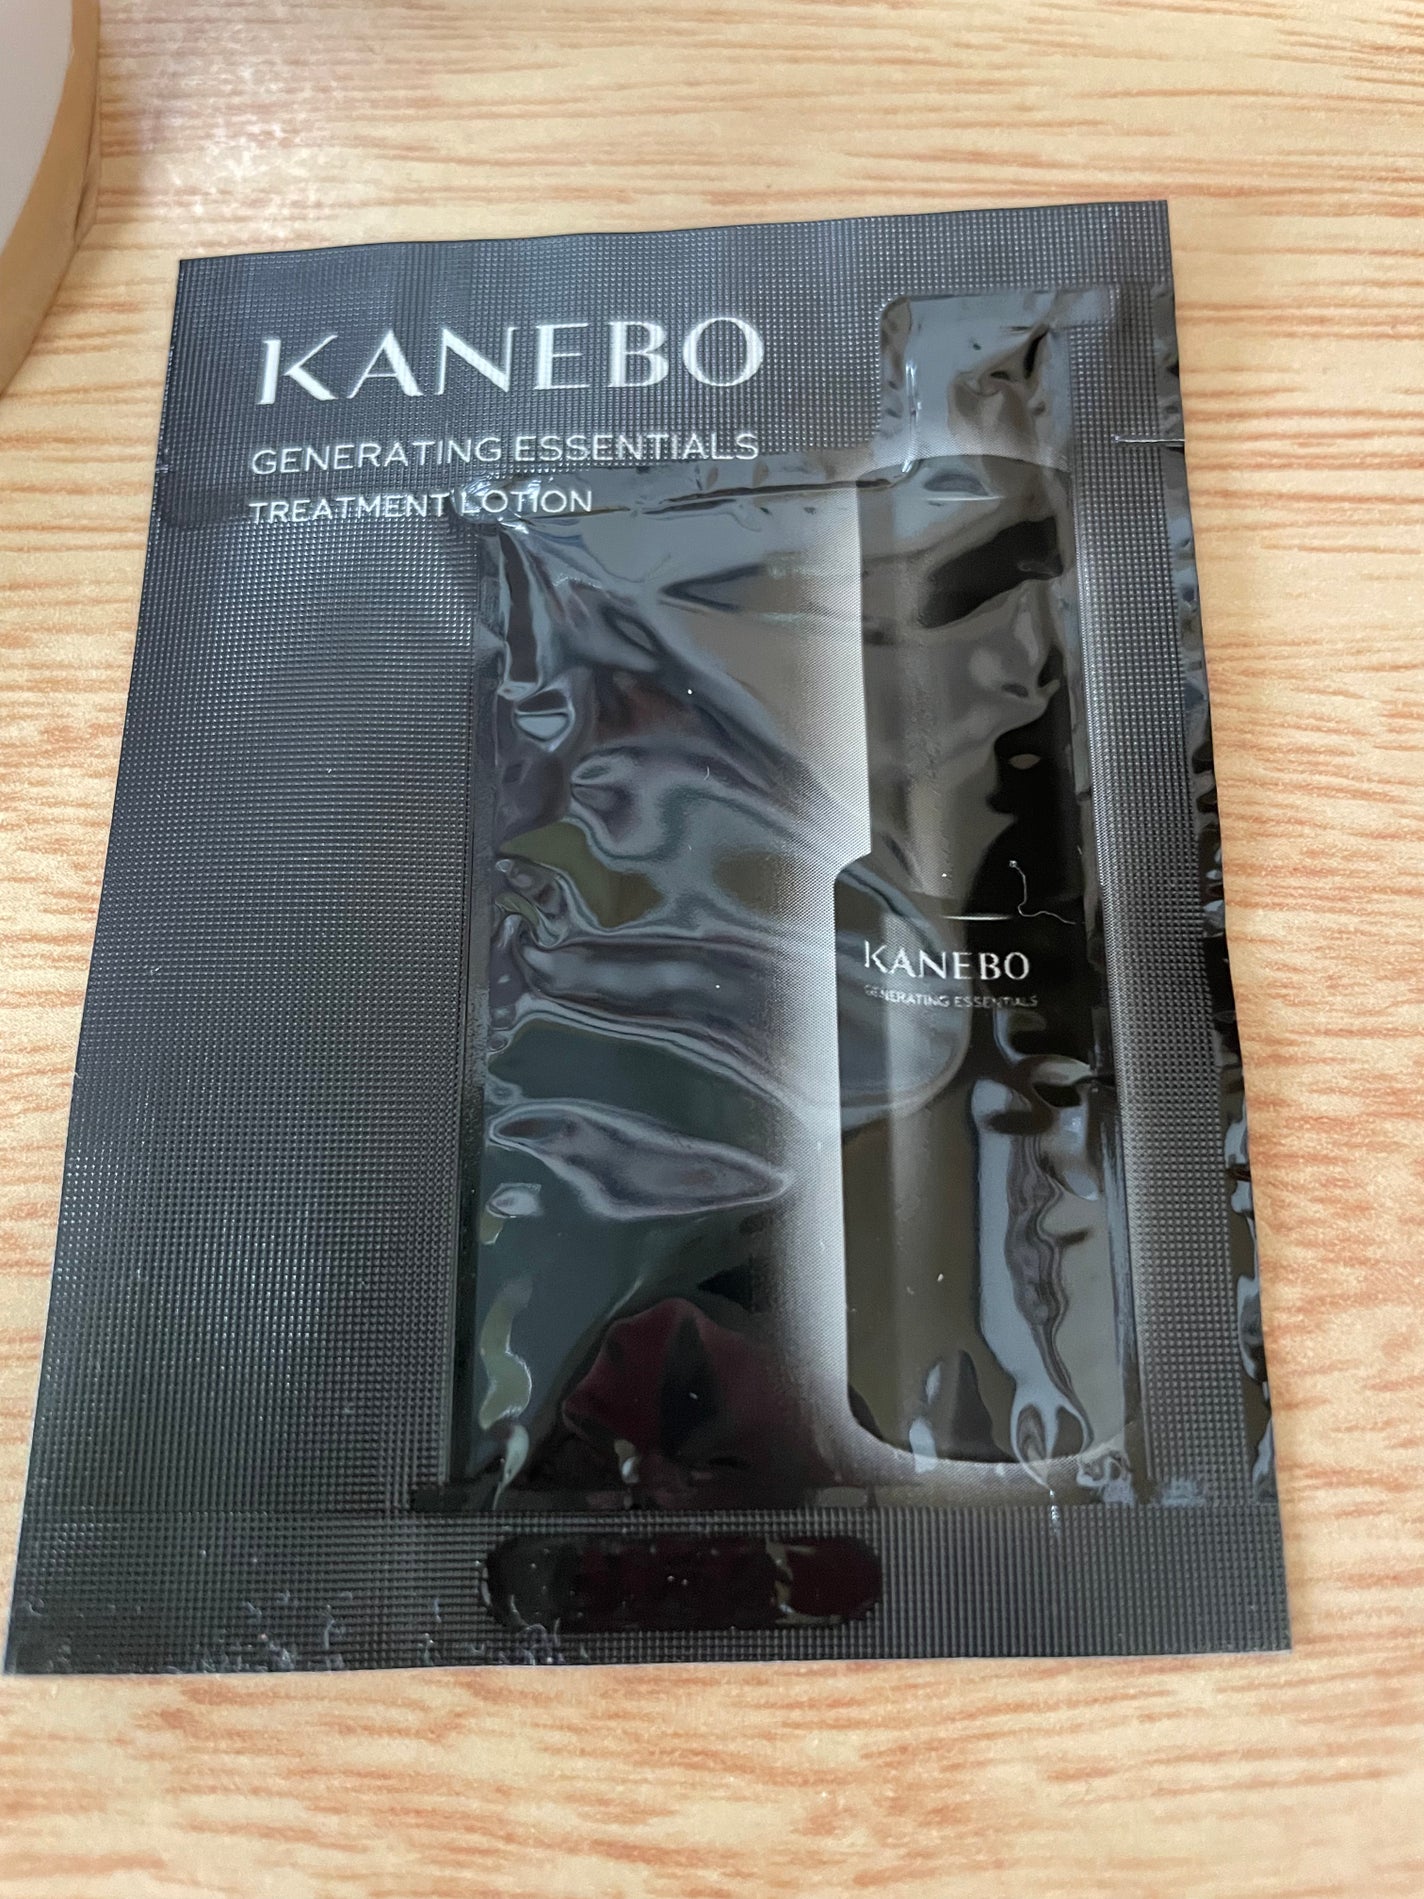 KANEBO
GENERATING ESSENTIALS
TREATMENT LOTION
KANEBO
GENERATING ESSENTIALS